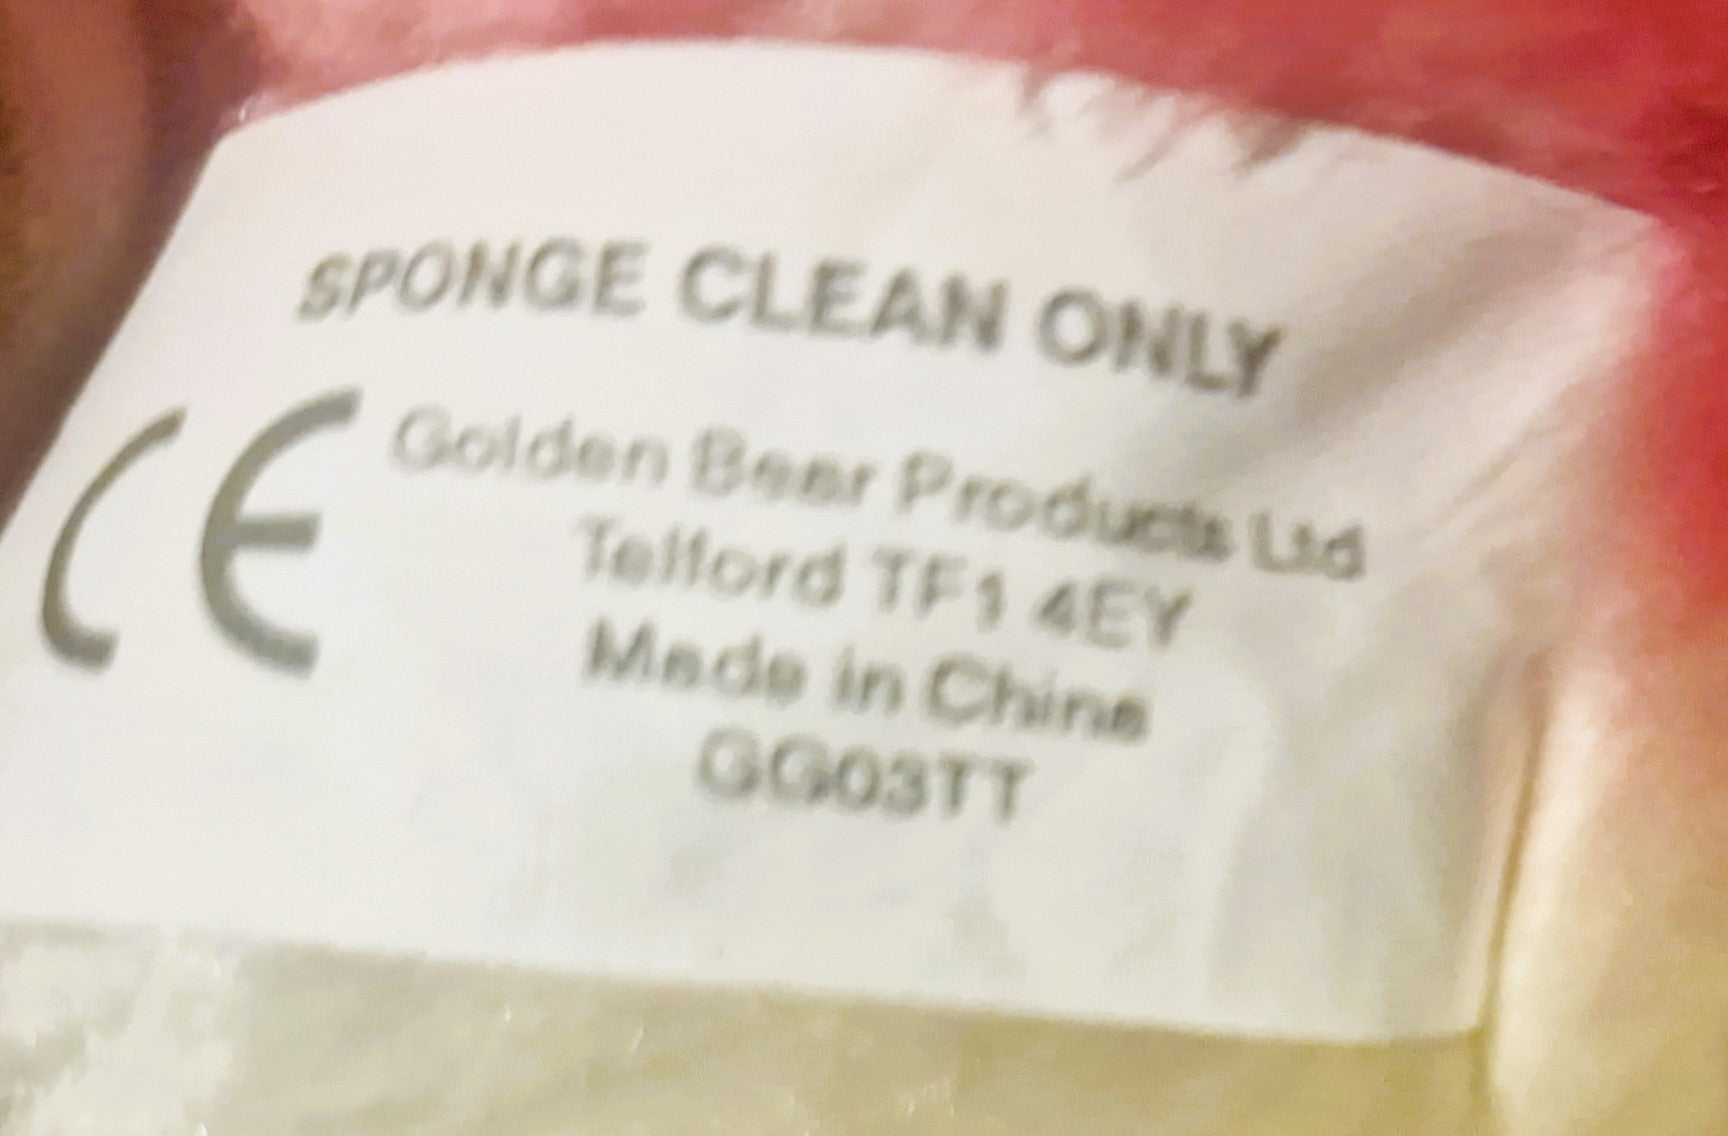 SPONGE CLEAN ONLY
CE
Golden Bear Products Ltd
Telford TF1 4EY
Made in China
GG03TT